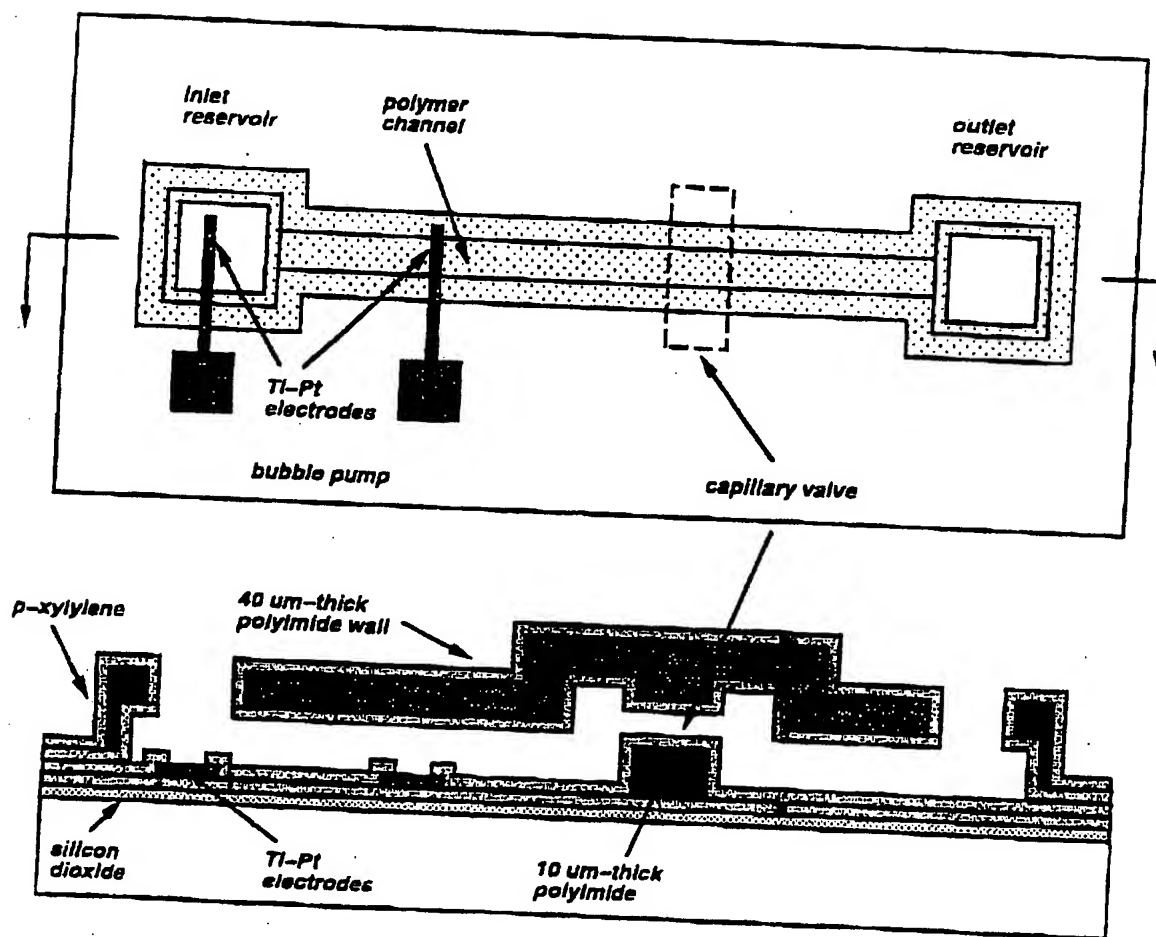 inlet
reservoir
polymer
channel
outlet
reservoir
Ti-Pt
electrodes
bubble pump
capillary valve
p-xylylene
40 um-thick
polyimide wall
silicon
dioxide
Ti-Pt
electrodes
10 um-thick
polyimide